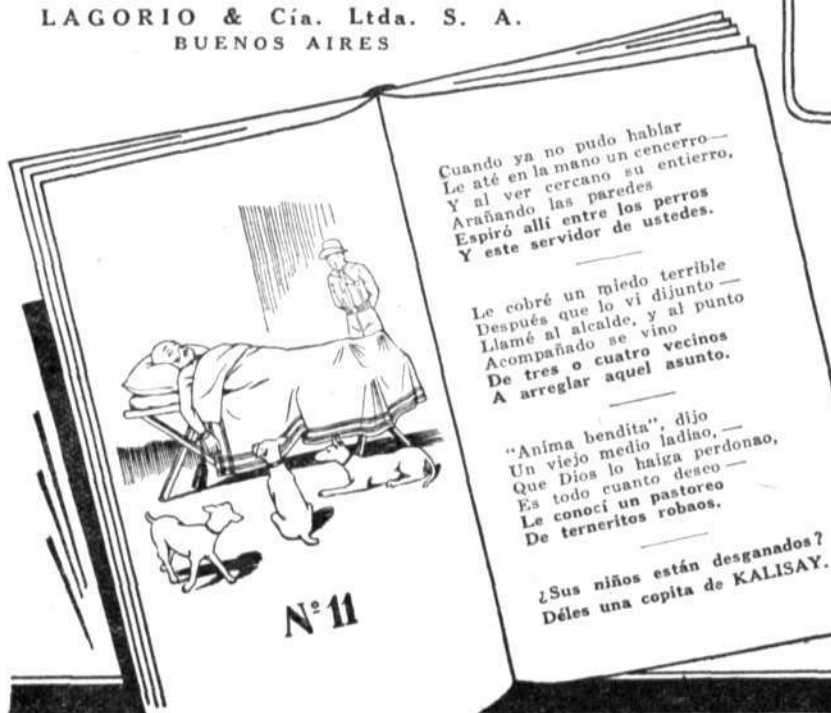 LAGORIO & Cía. Ltda. S. A.
BUENOS AIRES
Cuando ya no pudo hablar
Le até en la mano un cencerro—
Y al ver cercano su entierro,
Arañando las paredes
Espiró allí entre los perros
Y este servidor de ustedes.
Le cobré un miedo terrible
Después que lo vi dijunto—
Llamé al alcalde, y al punto
Acompañado se vino
De tres o cuatro vecinos
A arreglar aquel asunto.
"Anima bendita", dijo
Un viejo medio ladiao,—
Que Dios lo haiga perdonao,
Es todo cuanto deseo—
Le conocí un pastoreo
De terneritos robaos.
¿Sus niños están desganados?
Déles una copita de KALISAY.
Nº 11